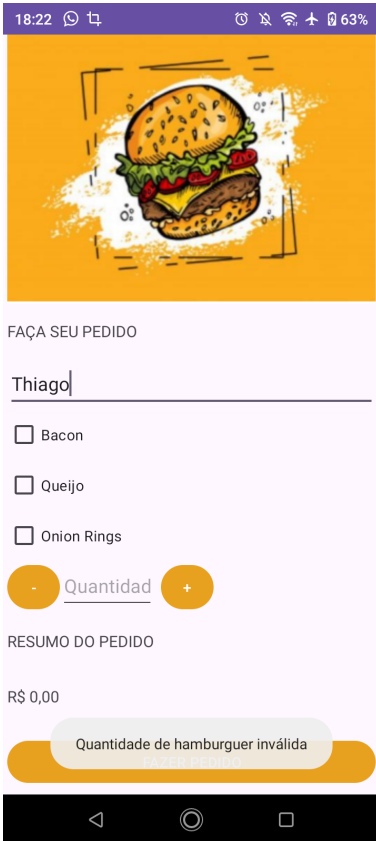 18:22
63%
FAÇA SEU PEDIDO
Thiago
Bacon
Queijo
Onion Rings
- Quantidad +
RESUMO DO PEDIDO
R$ 0,00
Quantidade de hamburguer inválida
FAZER PEDIDO